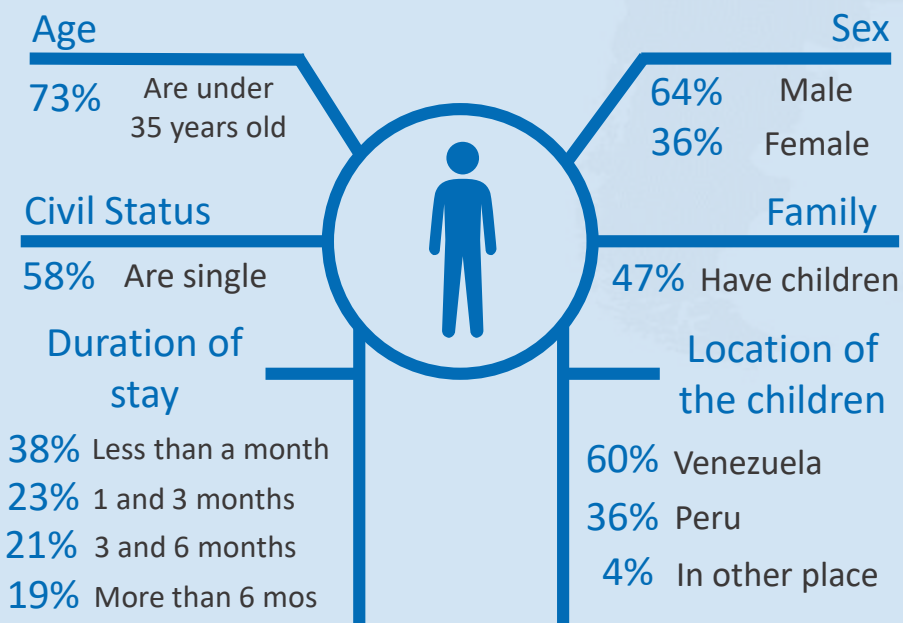 Age
73% Are under
35 years old
Sex
64% Male
36% Female
Civil Status
58% Are single
Family
47% Have children
Duration of
stay
38% Less than a month
23% 1 and 3 months
21% 3 and 6 months
19% More than 6 mos
Location of
the children
60% Venezuela
36% Peru
4% In other place